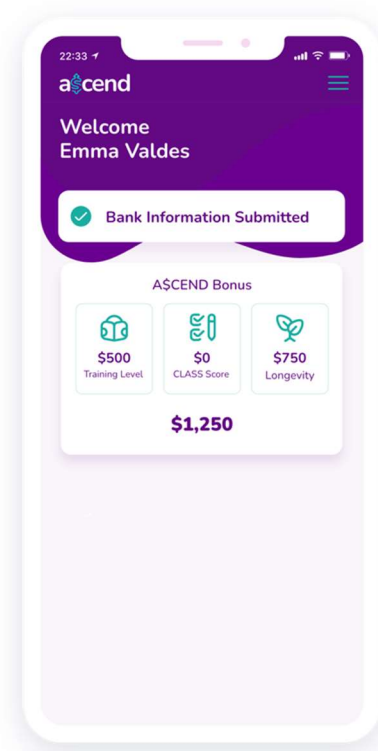 22:33
a$cend
Welcome
Emma Valdes
Bank Information Submitted
A$CEND Bonus
$500 $0 $750
Training Level CLASS Score Longevity
$1,250